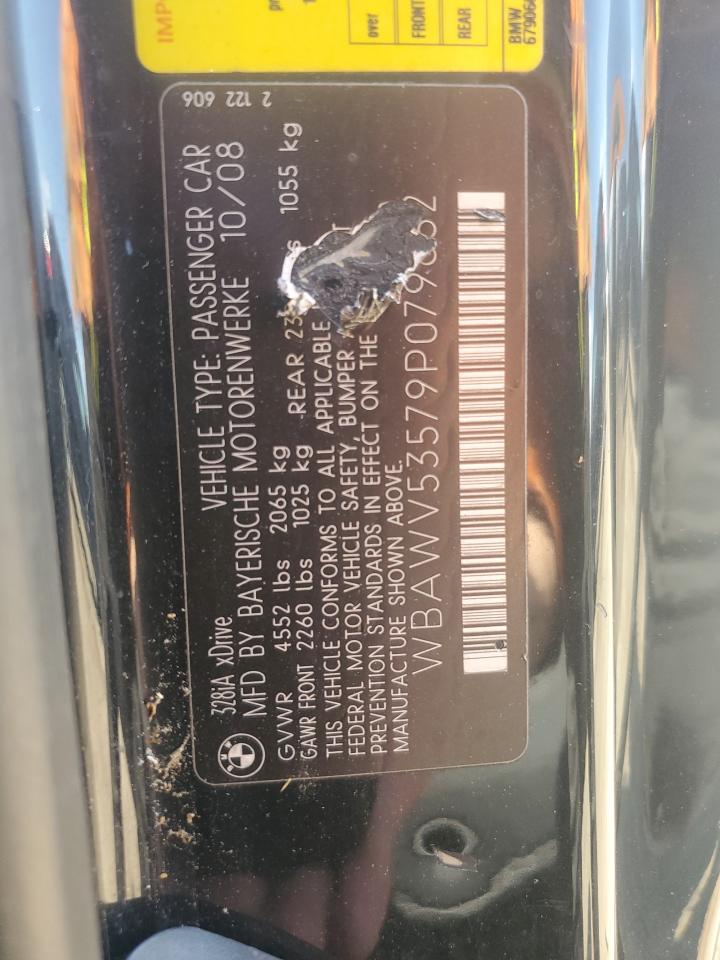 over
FRONT
REAR
BMW
2 122 606
328iA xDrive VEHICLE TYPE: PASSENGER CAR
MFD BY BAYERISCHE MOTORENWERKE 10/08
GVWR 4552 lbs 2065 kg
GAWR FRONT 2260 lbs 1025 kg REAR 1055 kg
THIS VEHICLE CONFORMS TO ALL APPLICABLE
FEDERAL MOTOR VEHICLE SAFETY, BUMPER
PREVENTION STANDARDS IN EFFECT ON THE
MANUFACTURE SHOWN ABOVE.